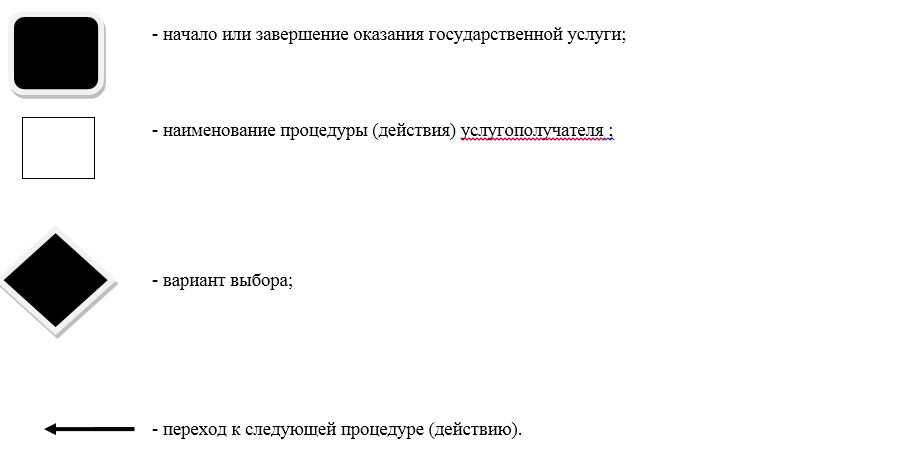 - начало или завершение оказания государственной услуги;
- наименование процедуры (действия) услугополучателя ;
- вариант выбора;
- переход к следующей процедуре (действию).